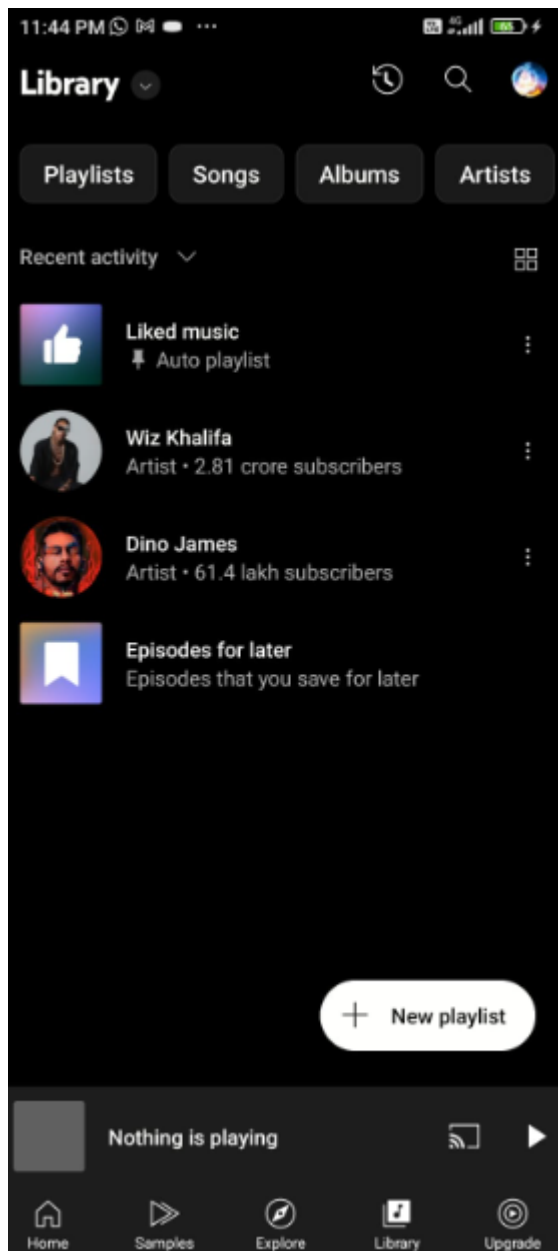 11:44 PM ...
4G 65
Library
Playlists Songs Albums Artists
Recent activity
Liked music
Auto playlist
Wiz Khalifa
Artist • 2.81 crore subscribers
Dino James
Artist • 61.4 lakh subscribers
Episodes for later
Episodes that you save for later
+ New playlist
Nothing is playing
Home Samples Explore Library Upgrade